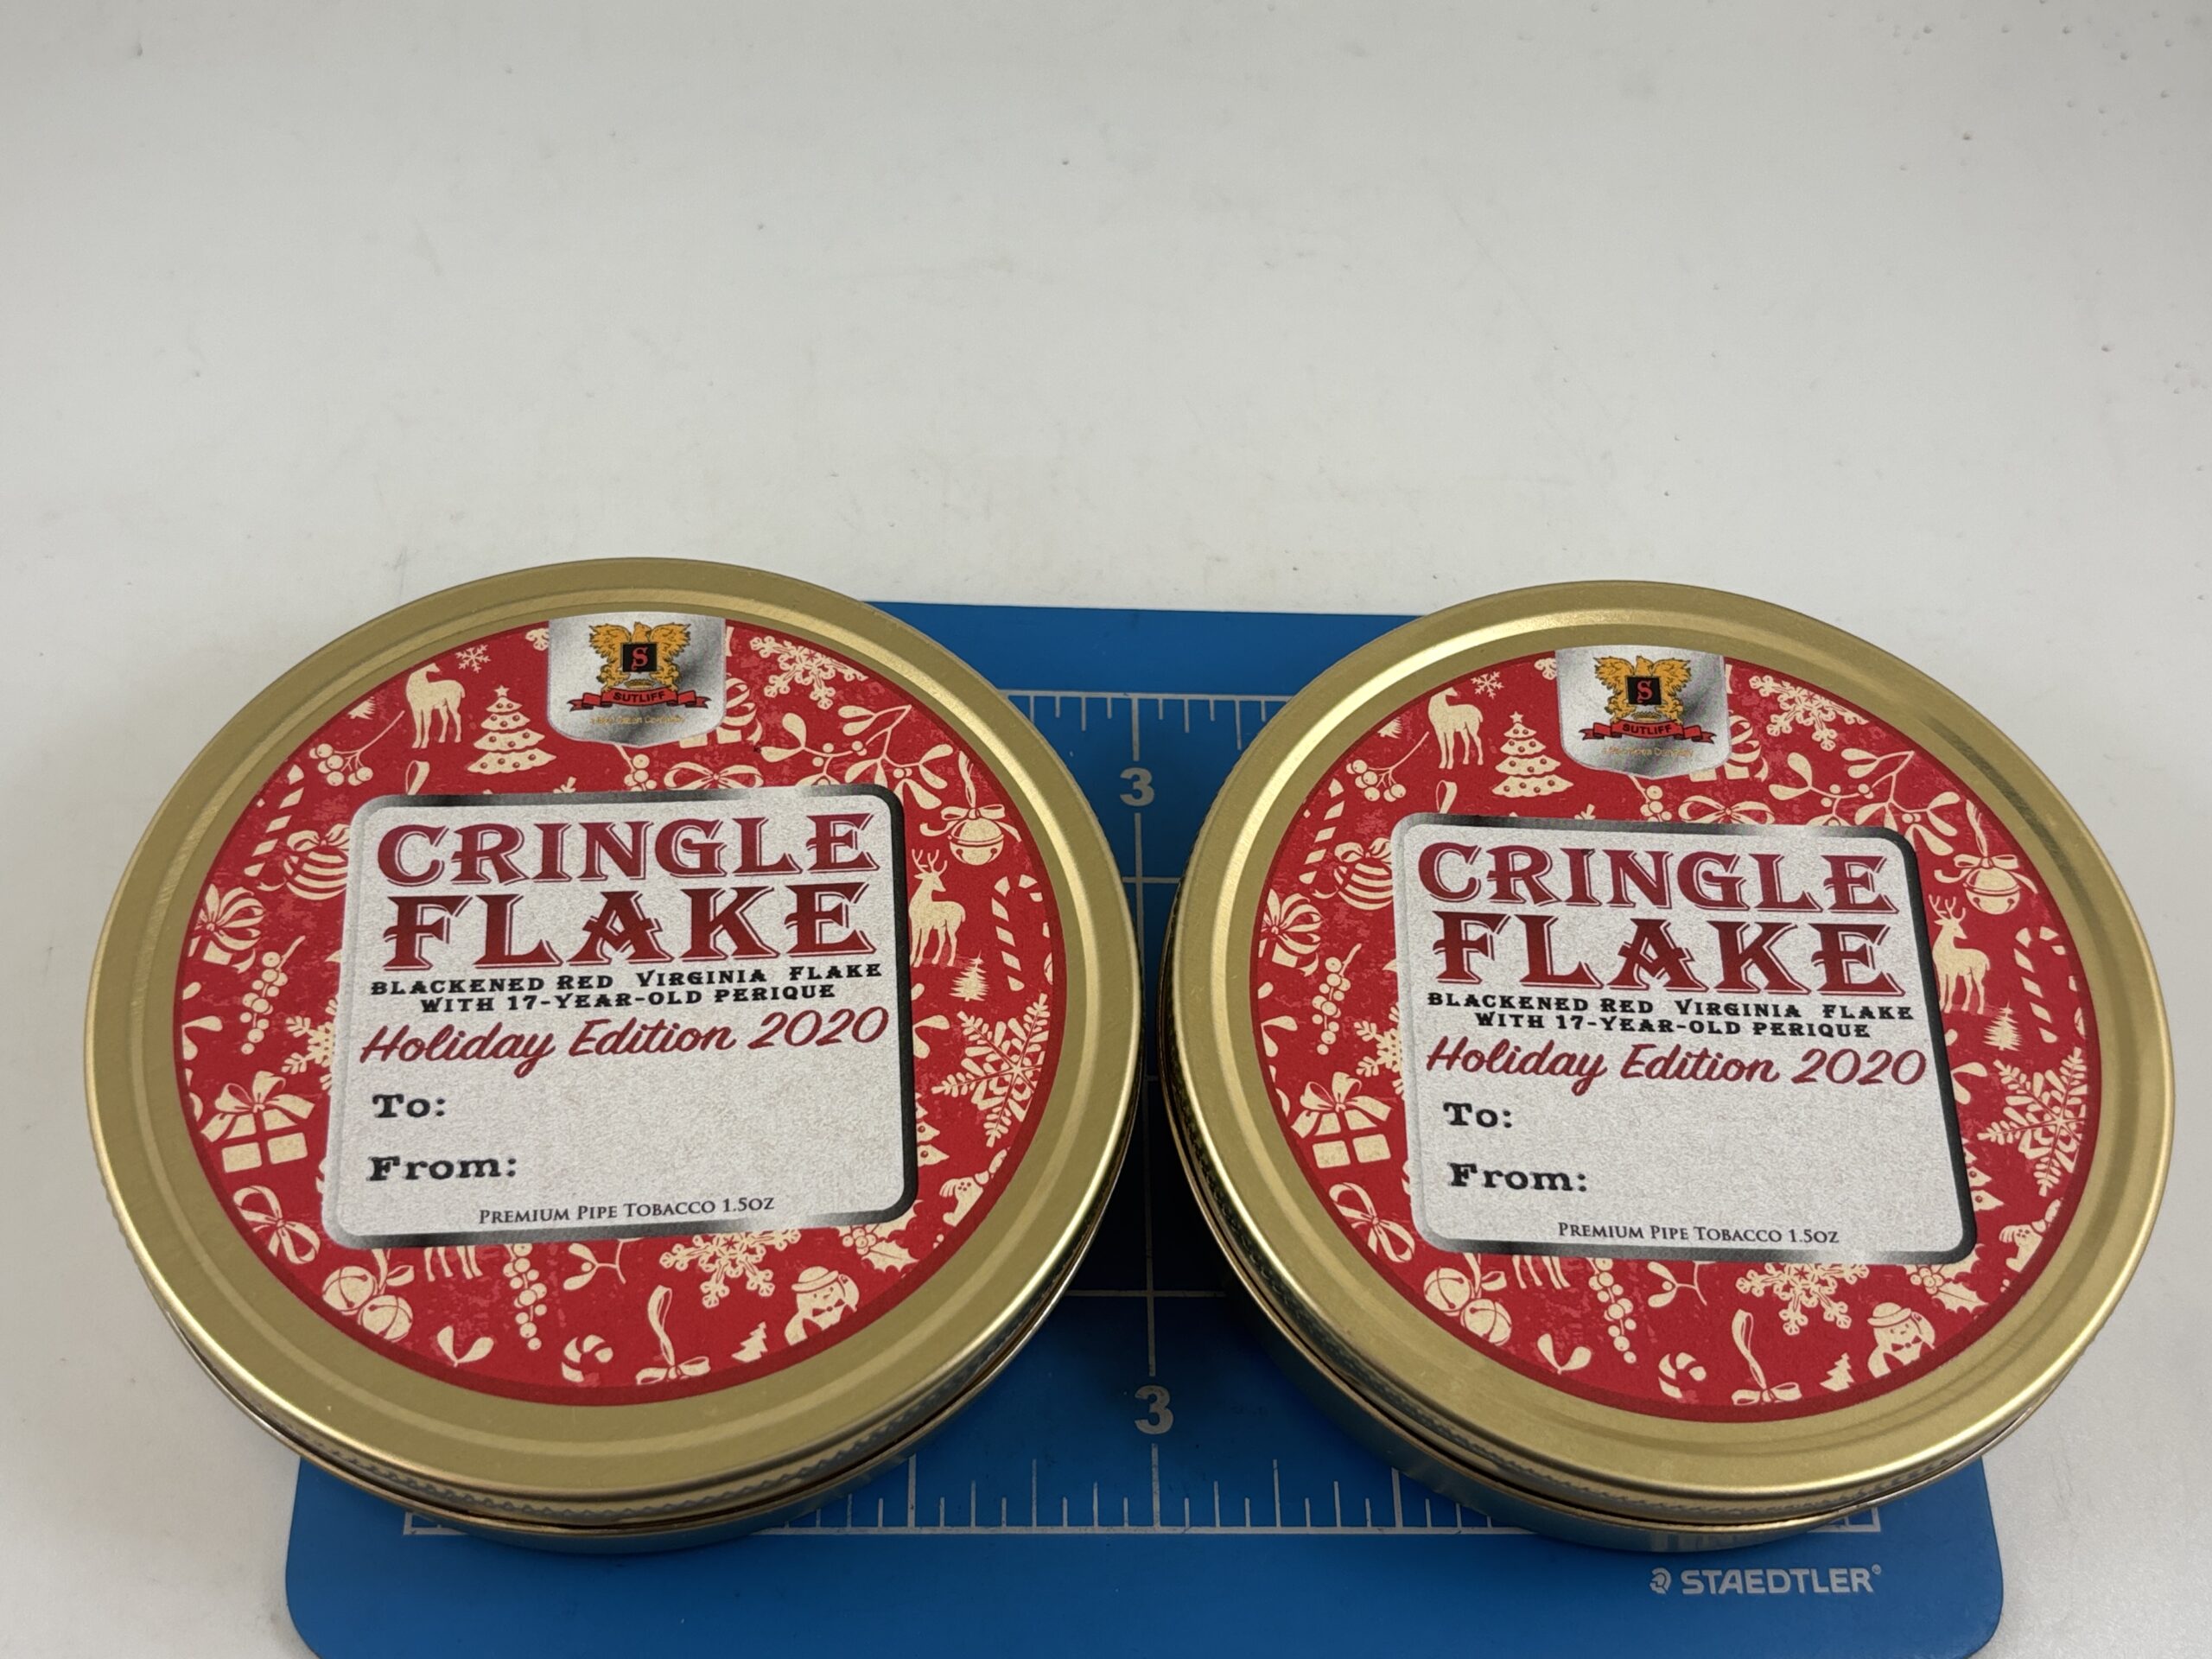 S
SUTLIFF
CRINGLE
FLAKE
BLACKENED RED VIRGINIA FLAKE
WITH 17-YEAR-OLD PERIQUE
Holiday Edition 2020
To:
From:
PREMIUM PIPE TOBACCO 1.5OZ
S
SUTLIFF
CRINGLE
FLAKE
BLACKENED RED VIRGINIA FLAKE
WITH 17-YEAR-OLD PERIQUE
Holiday Edition 2020
To:
From:
PREMIUM PIPE TOBACCO 1.5OZ
3
3
STAEDTLER®